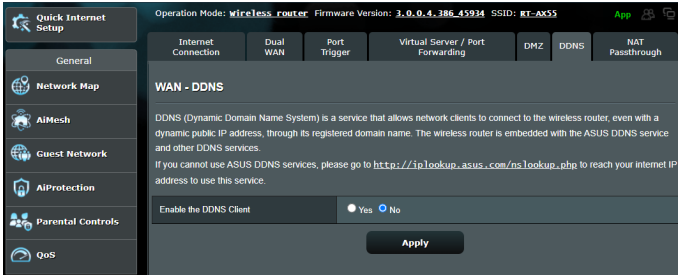 Quick Internet
Setup
Operation Mode: Wireless router Firmware Version: 3.0.0.4.386_45934 SSID: RT-AX55
App
General
Network Map
AiMesh
Guest Network
AiProtection
Parental Controls
QoS
Internet
Connection
Dual
WAN
Port
Trigger
Virtual Server / Port
Forwarding
DMZ
DDNS
NAT
Passthrough
WAN - DDNS
DDNS (Dynamic Domain Name System) is a service that allows network clients to connect to the wireless router, even with a
dynamic public IP address, through its registered domain name. The wireless router is embedded with the ASUS DDNS service
and other DDNS services.
If you cannot use ASUS DDNS services, please go to http://iplookup.asus.com/nslookup.php to reach your internet IP
address to use this service.
Enable the DDNS Client
Yes No
Apply